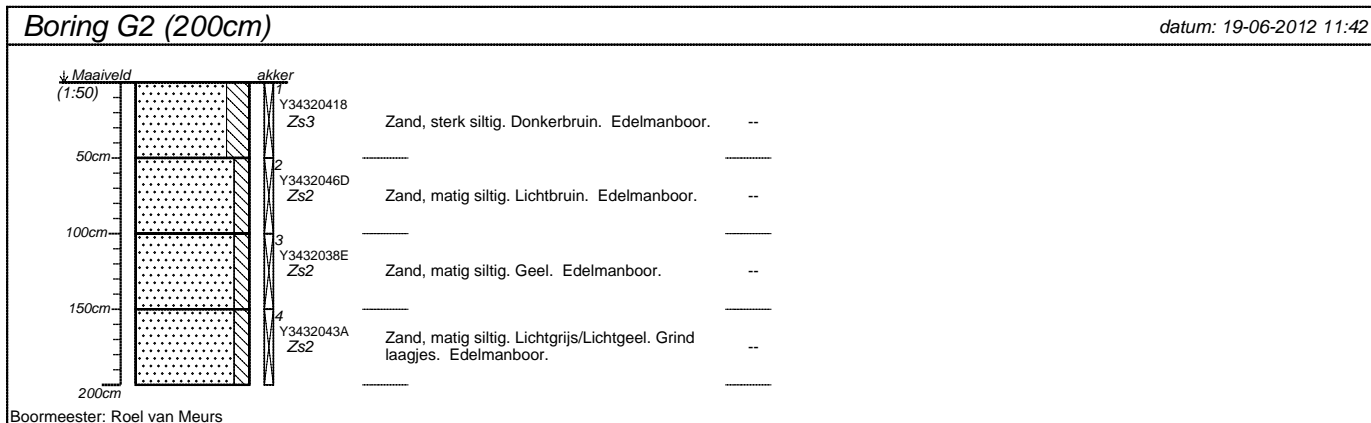 Boring G2 (200cm)
datum: 19-06-2012 11:42
Maaiveld
akker
(1:50)
1
Y34320418
Zs3
Zand, sterk siltig. Donkerbruin. Edelmanboor.
--
50cm
2
Y3432046D
Zs2
Zand, matig siltig. Lichtbruin. Edelmanboor.
--
100cm
3
Y3432038E
Zs2
Zand, matig siltig. Geel. Edelmanboor.
--
150cm
4
Y3432043A
Zs2
Zand, matig siltig. Lichtgrijs/Lichtgeel. Grind
laagjes. Edelmanboor.
--
200cm
Boormeester: Roel van Meurs